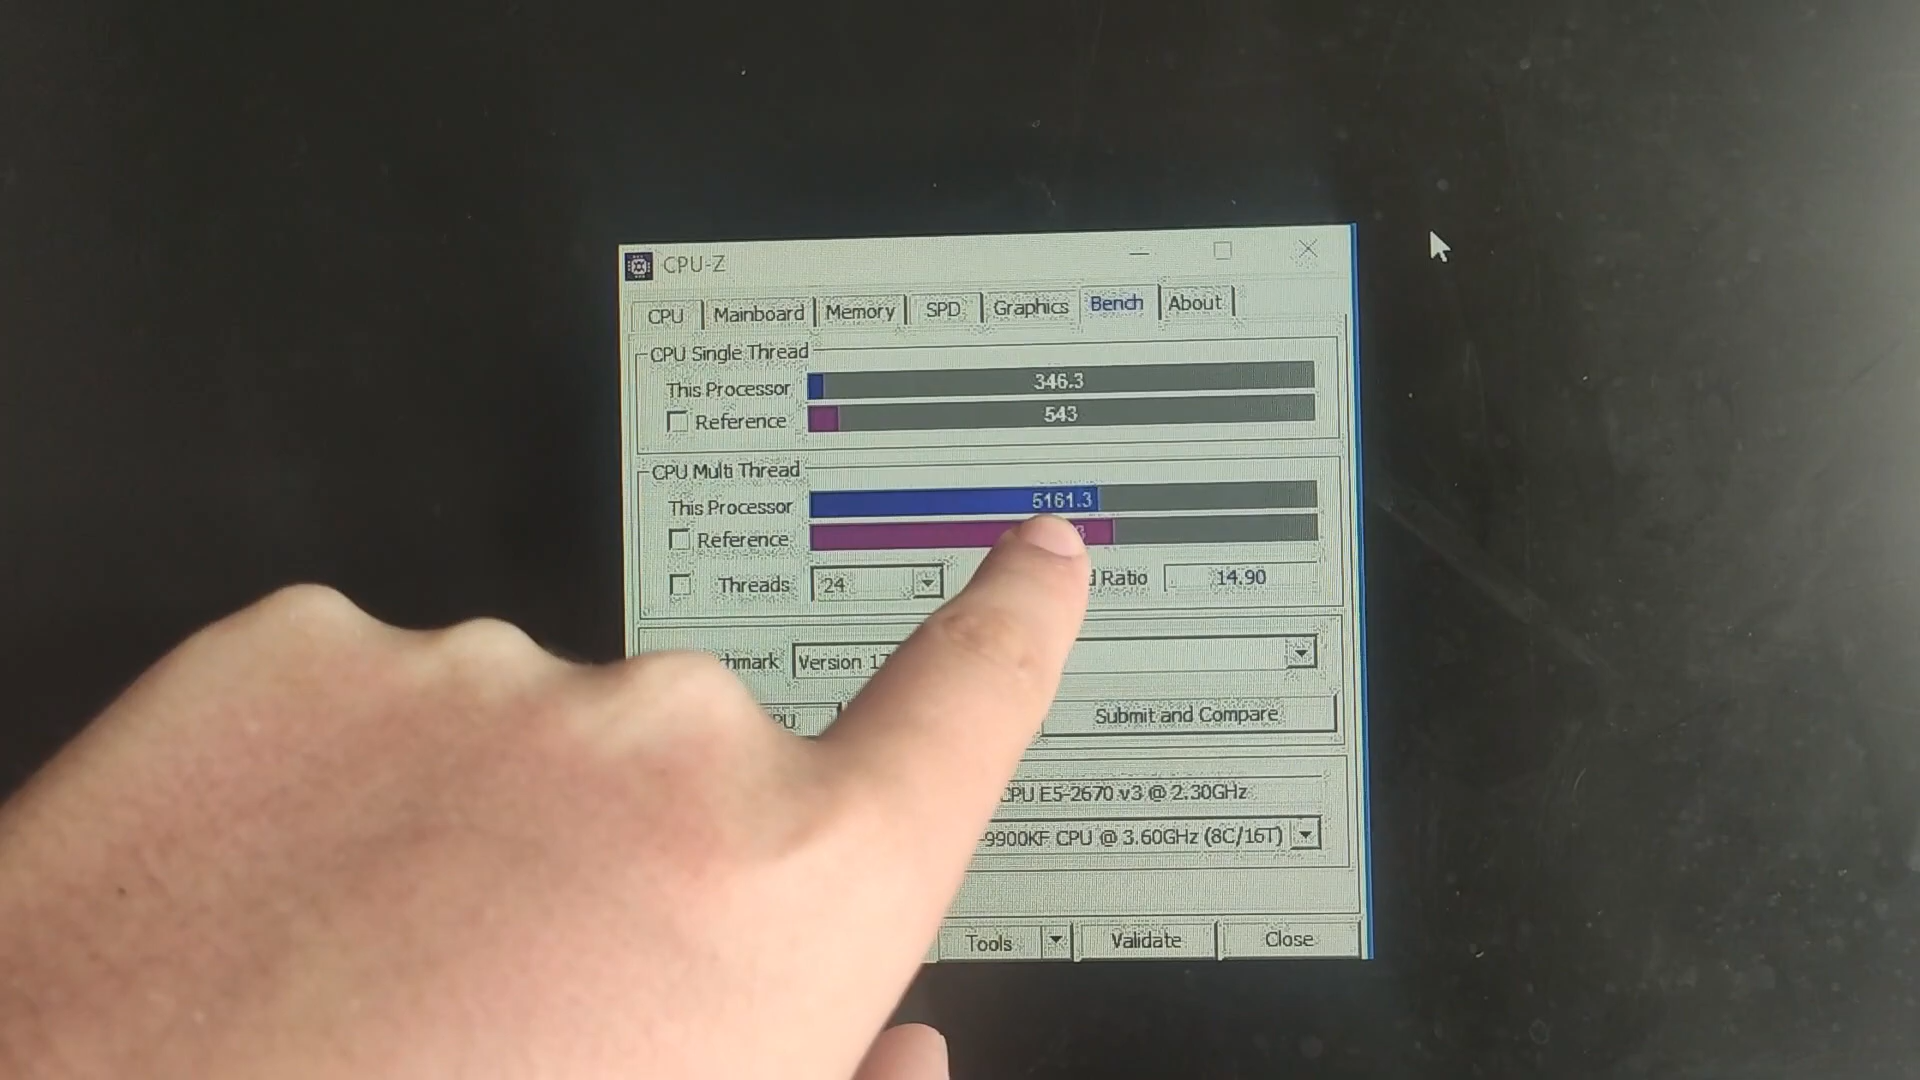 CPU-Z
CPU Mainboard Memory SPD Graphics Bench About
CPU Single Thread
This Processor 346.3
Reference 543
CPU Multi Thread
This Processor 5161.3
Reference
Threads 24 Ratio 14.90
Version
Submit and Compare
CPU E5-2670 v3 @ 2.30GHz
-9900KF CPU @ 3.60GHz (8C/16T)
Tools Validate Close